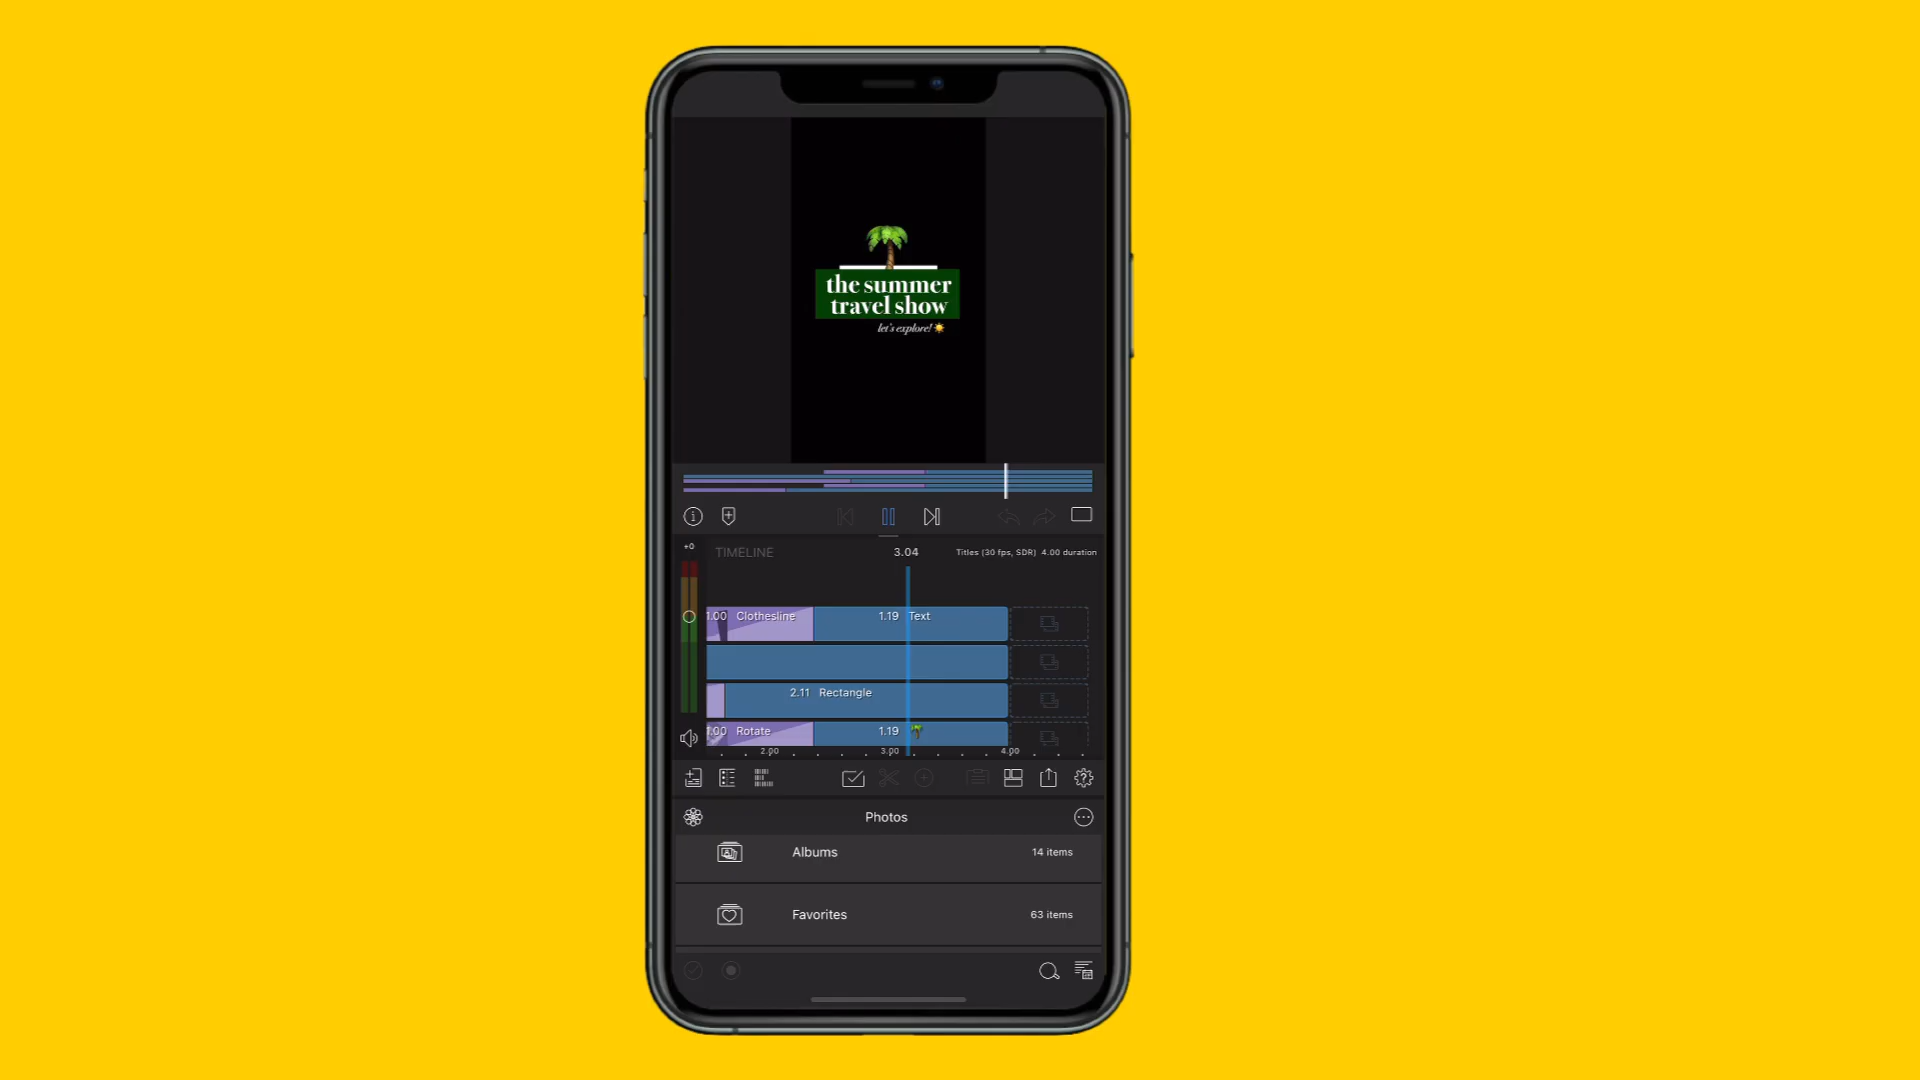 the summer
travel show
let's explore!
+0
TIMELINE
3.04
Titles (30 fps, SDR) 4.00 duration
1.00 Clothesline
1.19 Text
2.11 Rectangle
1.00 Rotate
1.19
2.00
3.00
4.00
Photos
Albums
14 items
Favorites
63 items